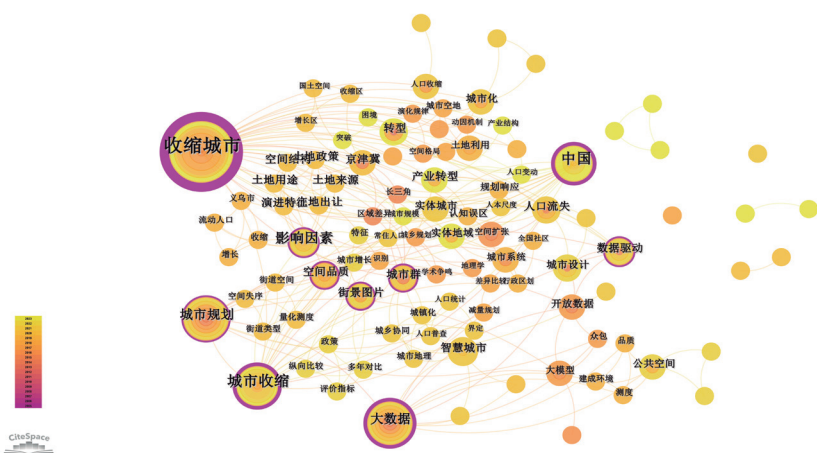 国土空间
收缩区
人口收缩
城市化
演化规律
城市空地
增长区
困境
转型
动因机制
产业结构
突破
收缩城市
空间格局
土地利用
空间结构
土地政策
京津冀
中国
土地用途
土地来源
产业转型
人口变动
长三角
规划响应
义乌市
演进特征
土地出让
区域差异
城市规模
实体城市
人本尺度
认知误区
人口流失
流动人口
收缩
影响因素
特征
常住人口
城乡规划
实体地域
空间扩张
全国社区
数据驱动
增长
城市增长
识别
城市系统
空间品质
城市群
学术争鸣
地理学
城市设计
街道空间
差异比较
行政区划
街景图片
空间失序
人口统计
开放数据
城市规划
量化测度
城镇化
减量规划
街道类型
城乡协同
人口普查
界定
众包
品质
政策
智慧城市
纵向比较
多年对比
城市地理
公共空间
城市收缩
大模型
建成环境
评价指标
测度
大数据
CiteSpace